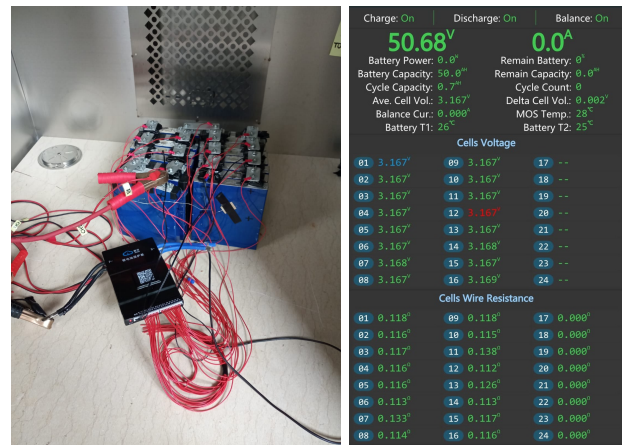 Charge: On Discharge: On Balance: On
50.68V 0.0A
Battery Power: 0.0W Remain Battery: 0%
Battery Capacity: 50.0AH Remain Capacity: 0.0AH
Cycle Capacity: 0.7AH Cycle Count: 0
Ave. Cell Vol.: 3.167V Delta Cell Vol.: 0.002V
Balance Cur.: 0.000A MOS Temp.: 28℃
Battery T1: 26℃ Battery T2: 25℃
Cells Voltage
01 3.167V 09 3.167V 17 --
02 3.167V 10 3.167V 18 --
03 3.167V 11 3.167V 19 --
04 3.167V 12 3.167V 20 --
05 3.167V 13 3.167V 21 --
06 3.167V 14 3.168V 22 --
07 3.168V 15 3.167V 23 --
08 3.167V 16 3.169V 24 --
Cells Wire Resistance
01 0.118Ω 09 0.118Ω 17 0.000Ω
02 0.116Ω 10 0.115Ω 18 0.000Ω
03 0.117Ω 11 0.138Ω 19 0.000Ω
04 0.116Ω 12 0.112Ω 20 0.000Ω
05 0.116Ω 13 0.126Ω 21 0.000Ω
06 0.113Ω 14 0.113Ω 22 0.000Ω
07 0.133Ω 15 0.117Ω 23 0.000Ω
08 0.114Ω 16 0.116Ω 24 0.000Ω